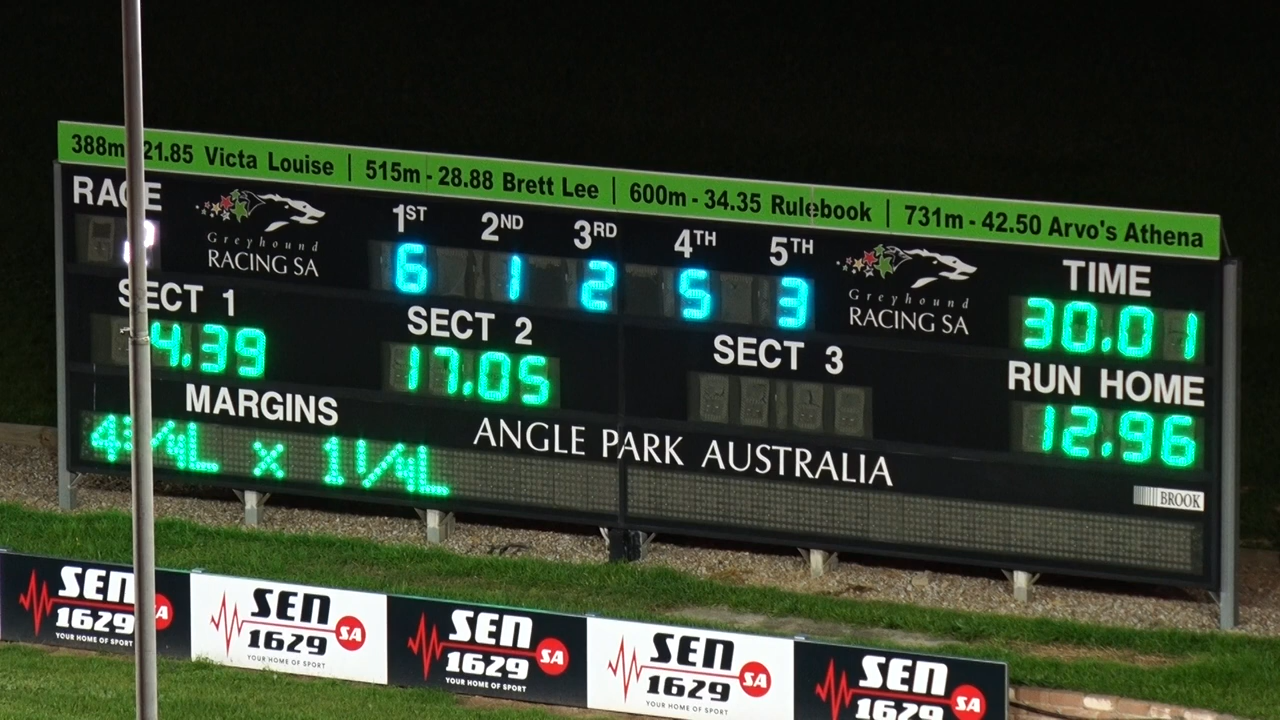 388m 21.85 Victa Louise | 515m - 28.88 Brett Lee | 600m - 34.35 Rulebook | 731m - 42.50 Arvo's Athena
RACE
Greyhound
RACING SA
1ST 2ND 3RD 4TH 5TH
6 1 2 5 3
Greyhound
RACING SA
TIME
30.01
SECT 1
4.39
SECT 2
17.05
SECT 3
RUN HOME
12.96
MARGINS
4 3/4L x 1 1/4L
ANGLE PARK AUSTRALIA
BROOK
SEN
1629 SA
YOUR HOME OF SPORT
SEN
1629 SA
YOUR HOME OF SPORT
SEN
1629 SA
YOUR HOME OF SPORT
SEN
1629 SA
YOUR HOME OF SPORT
SEN
1629 SA